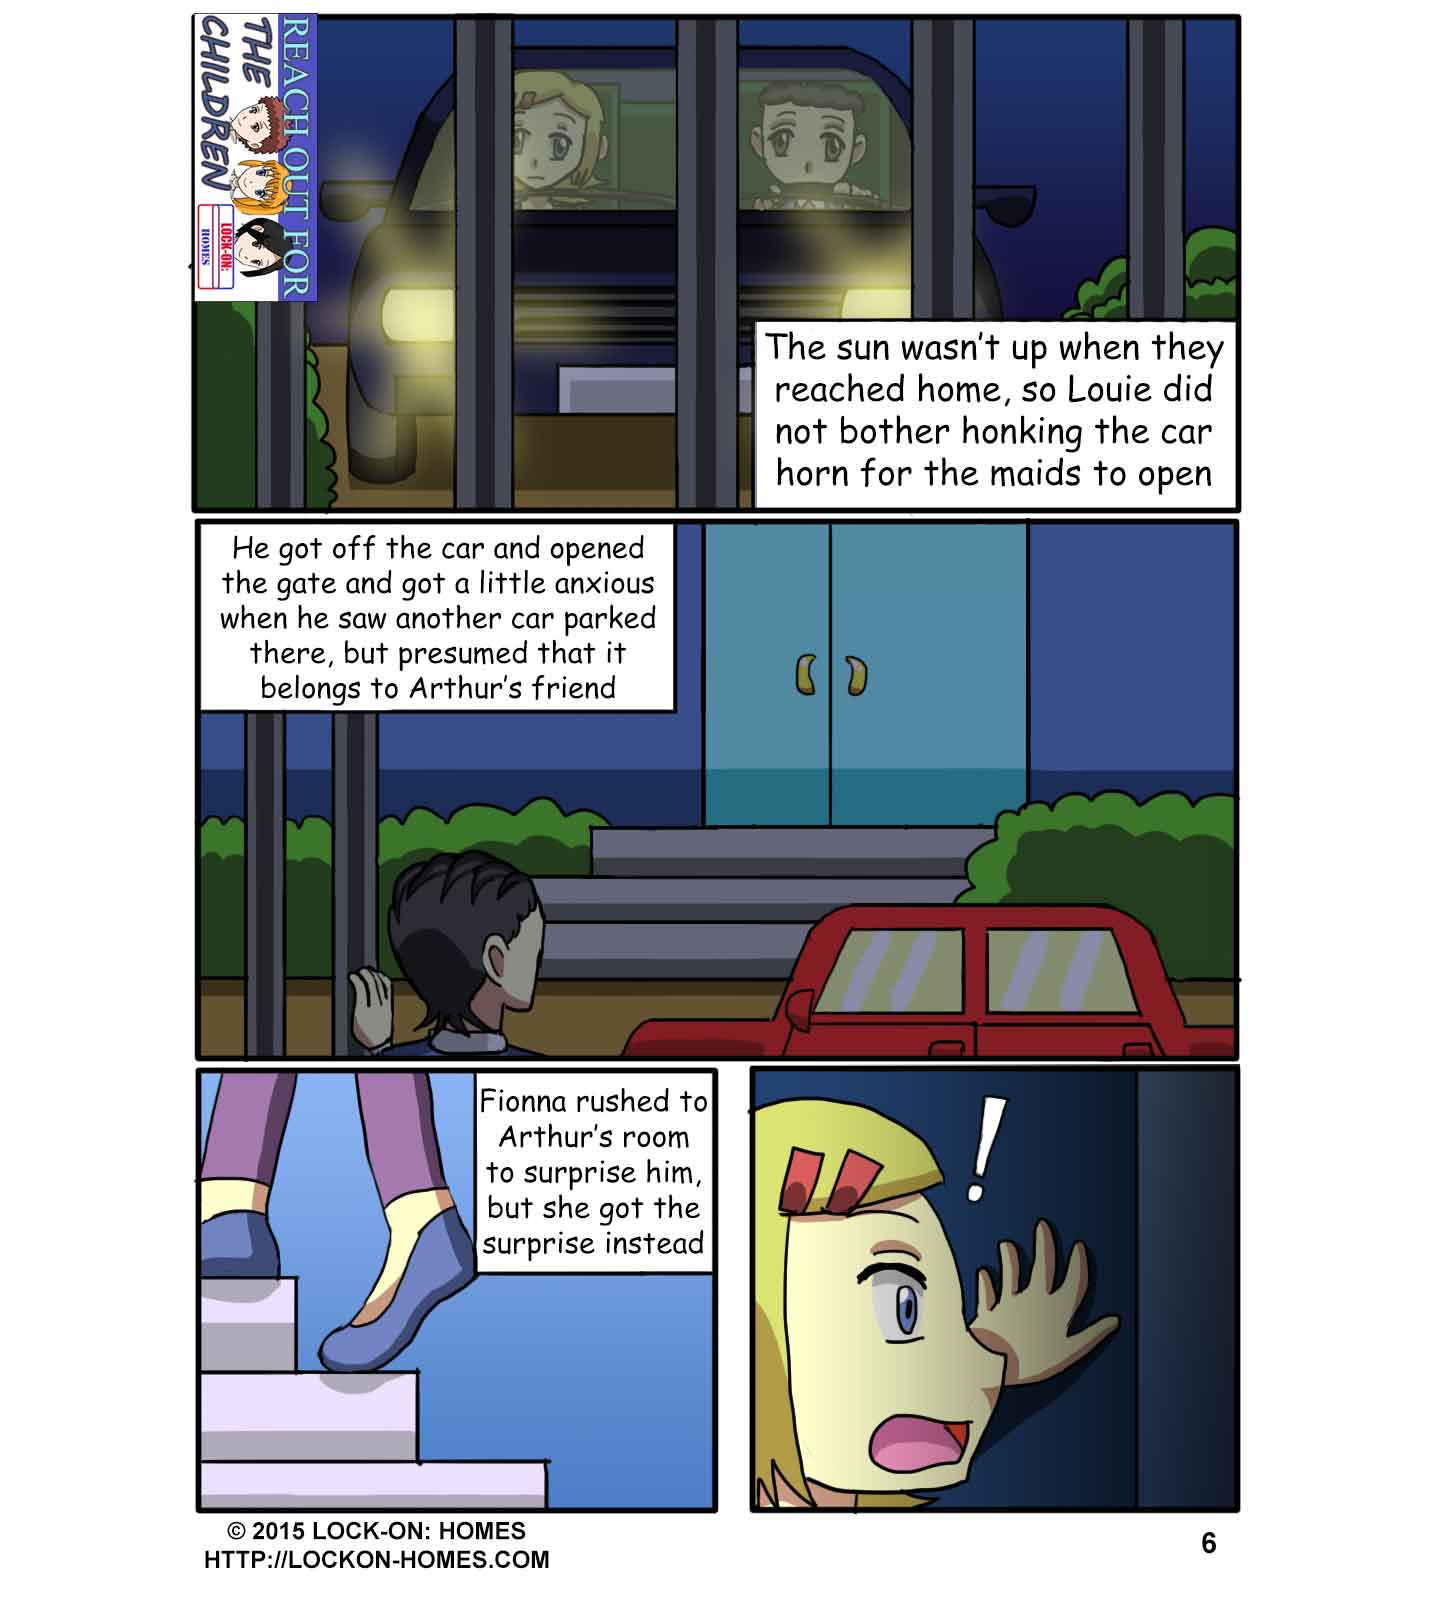 REACH OUT FOR
THE
CHILDREN
LOCK-ON:
HOMES
The sun wasn't up when they
reached home, so Louie did
not bother honking the car
horn for the maids to open
He got off the car and opened
the gate and got a little anxious
when he saw another car parked
there, but presumed that it
belongs to Arthur's friend
Fionna rushed to
Arthur's room
to surprise him,
but she got the
surprise instead
!
© 2015 LOCK-ON: HOMES
HTTP://LOCKON-HOMES.COM
6